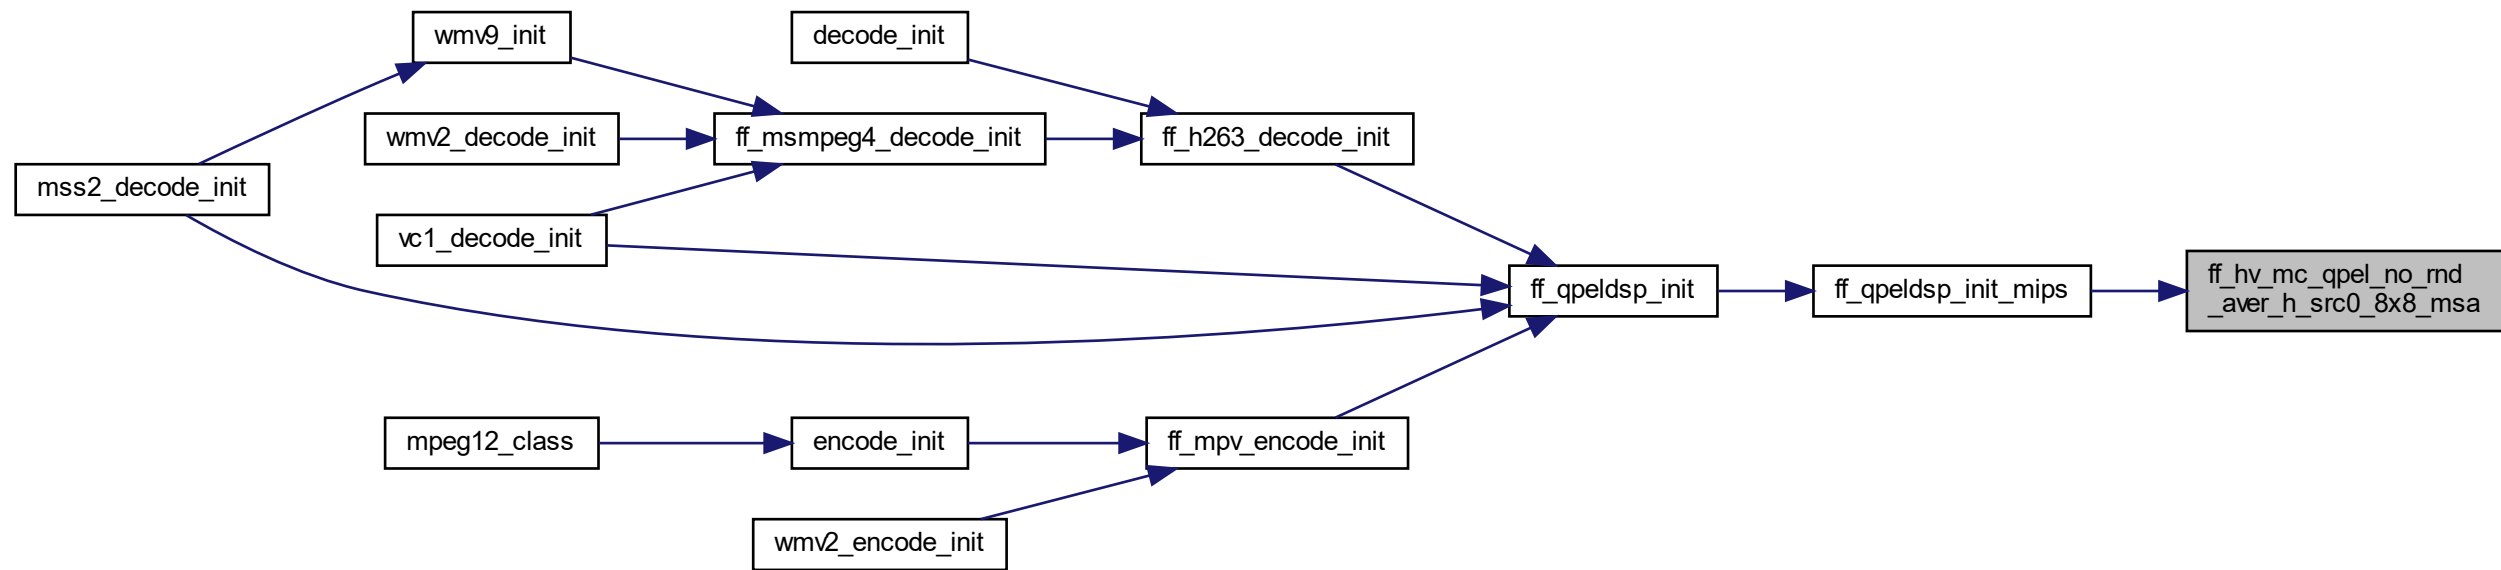 wmv9_init
decode_init
wmv2_decode_init
ff_msmpeg4_decode_init
ff_h263_decode_init
mss2_decode_init
vc1_decode_init
ff_qpeldsp_init
ff_qpeldsp_init_mips
ff_hv_mc_qpel_no_rnd
_aver_h_src0_8x8_msa
mpeg12_class
encode_init
ff_mpv_encode_init
wmv2_encode_init